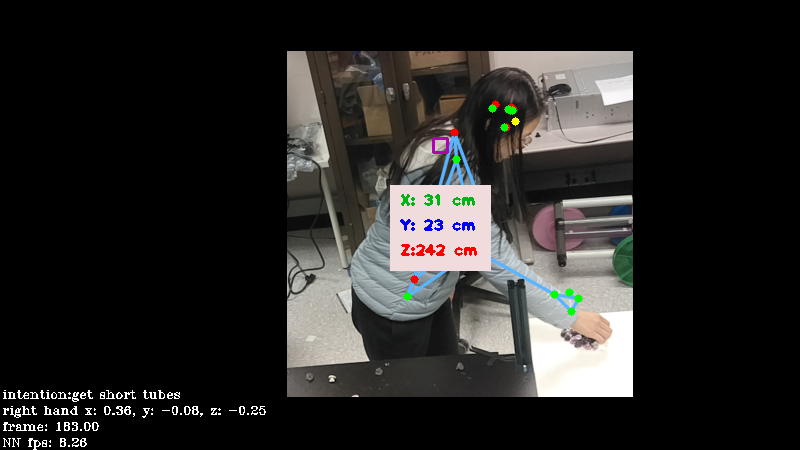 X: 31 cm
Y: 23 cm
Z:242 cm
intention:get short tubes
right hand x: 0.36, y: -0.08, z: -0.25
frame: 183.00
NN fps: 8.26